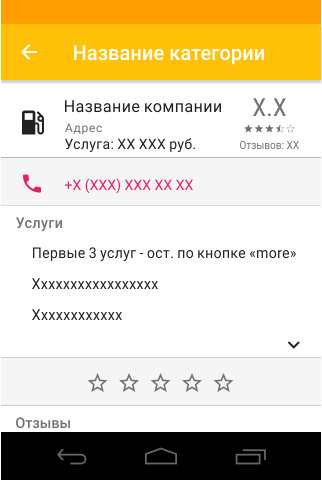 Название категории
Название компании
X.X
Адрес
Услуга: XX XXX руб.
Отзывов: XX
+X (XXX) XXX XX XX
Услуги
Первые 3 услуг - ост. по кнопке «more»
Xxxxxxxxxxxxxxxxx
Xxxxxxxxxxxx
Отзывы